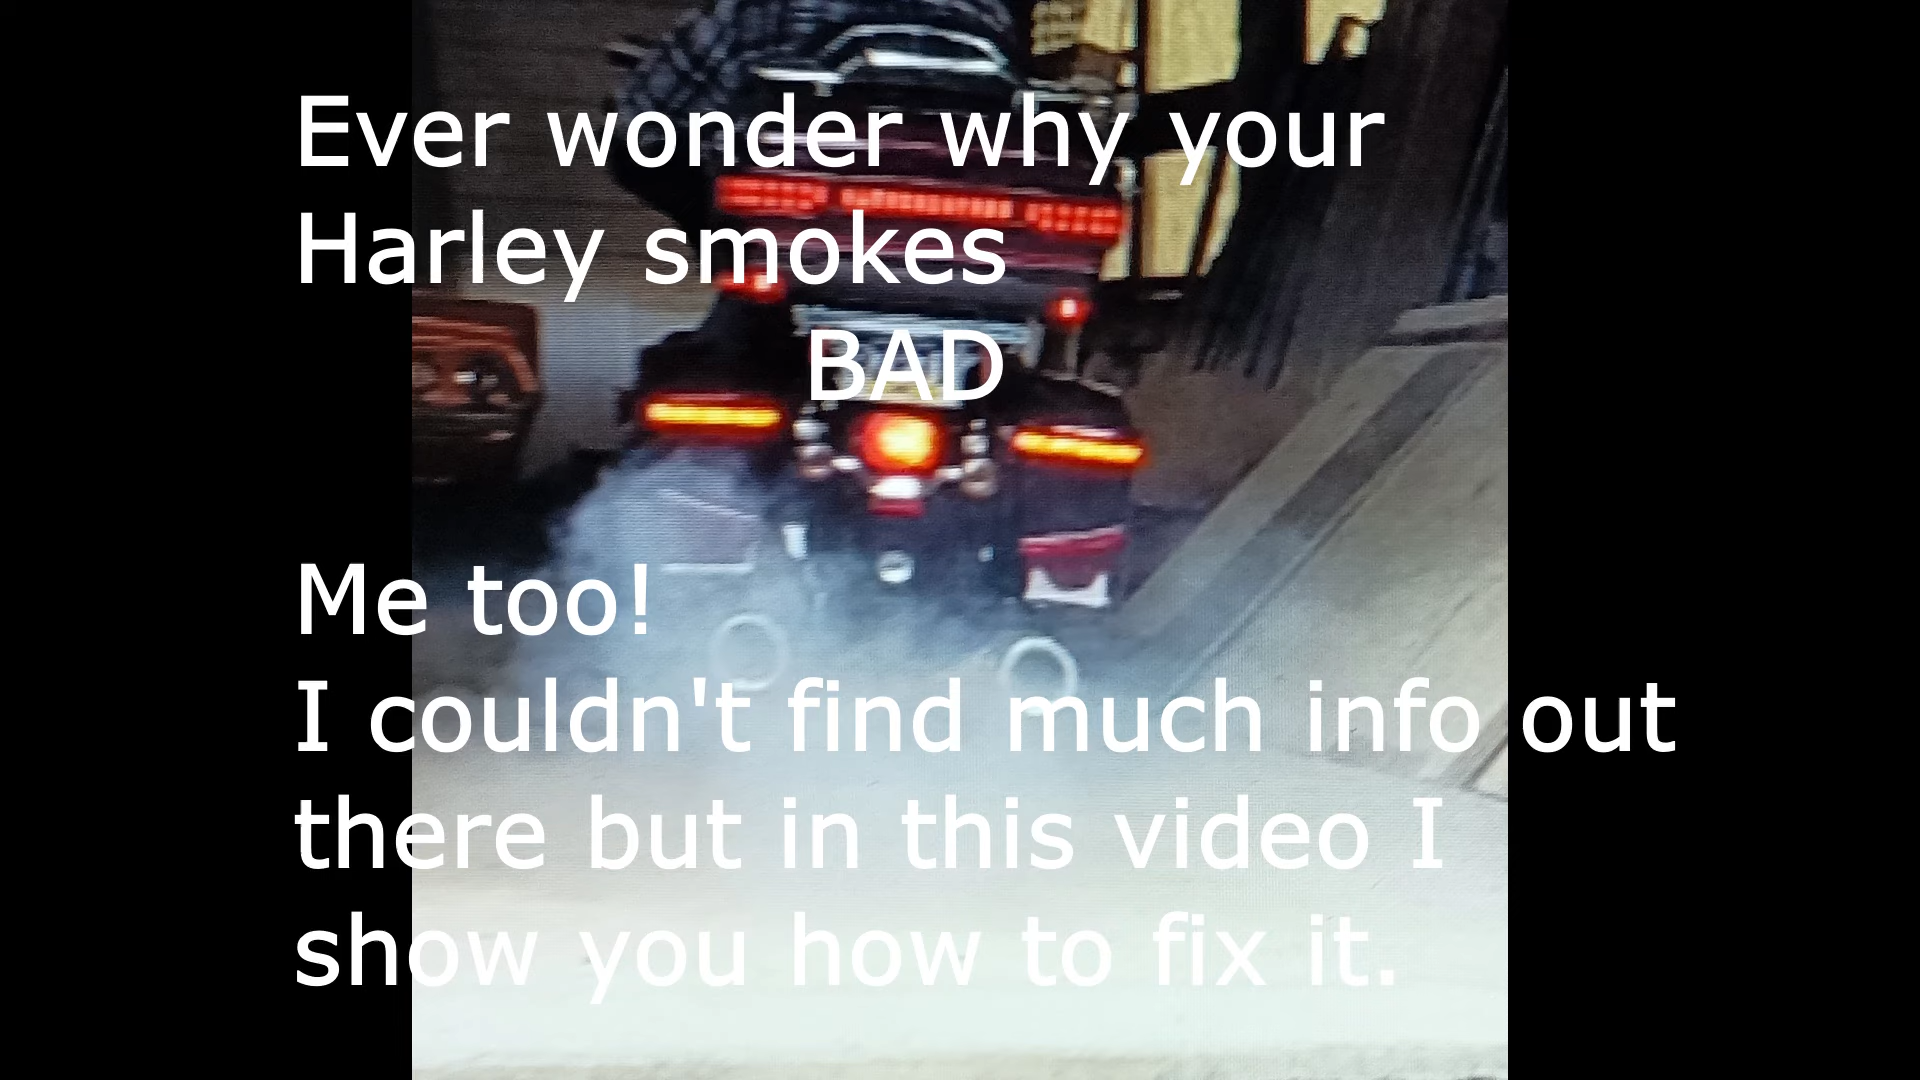 Ever wonder why your
Harley smokes
BAD
Me too!
I couldn't find much info out
there but in this video I
show you how to fix it.